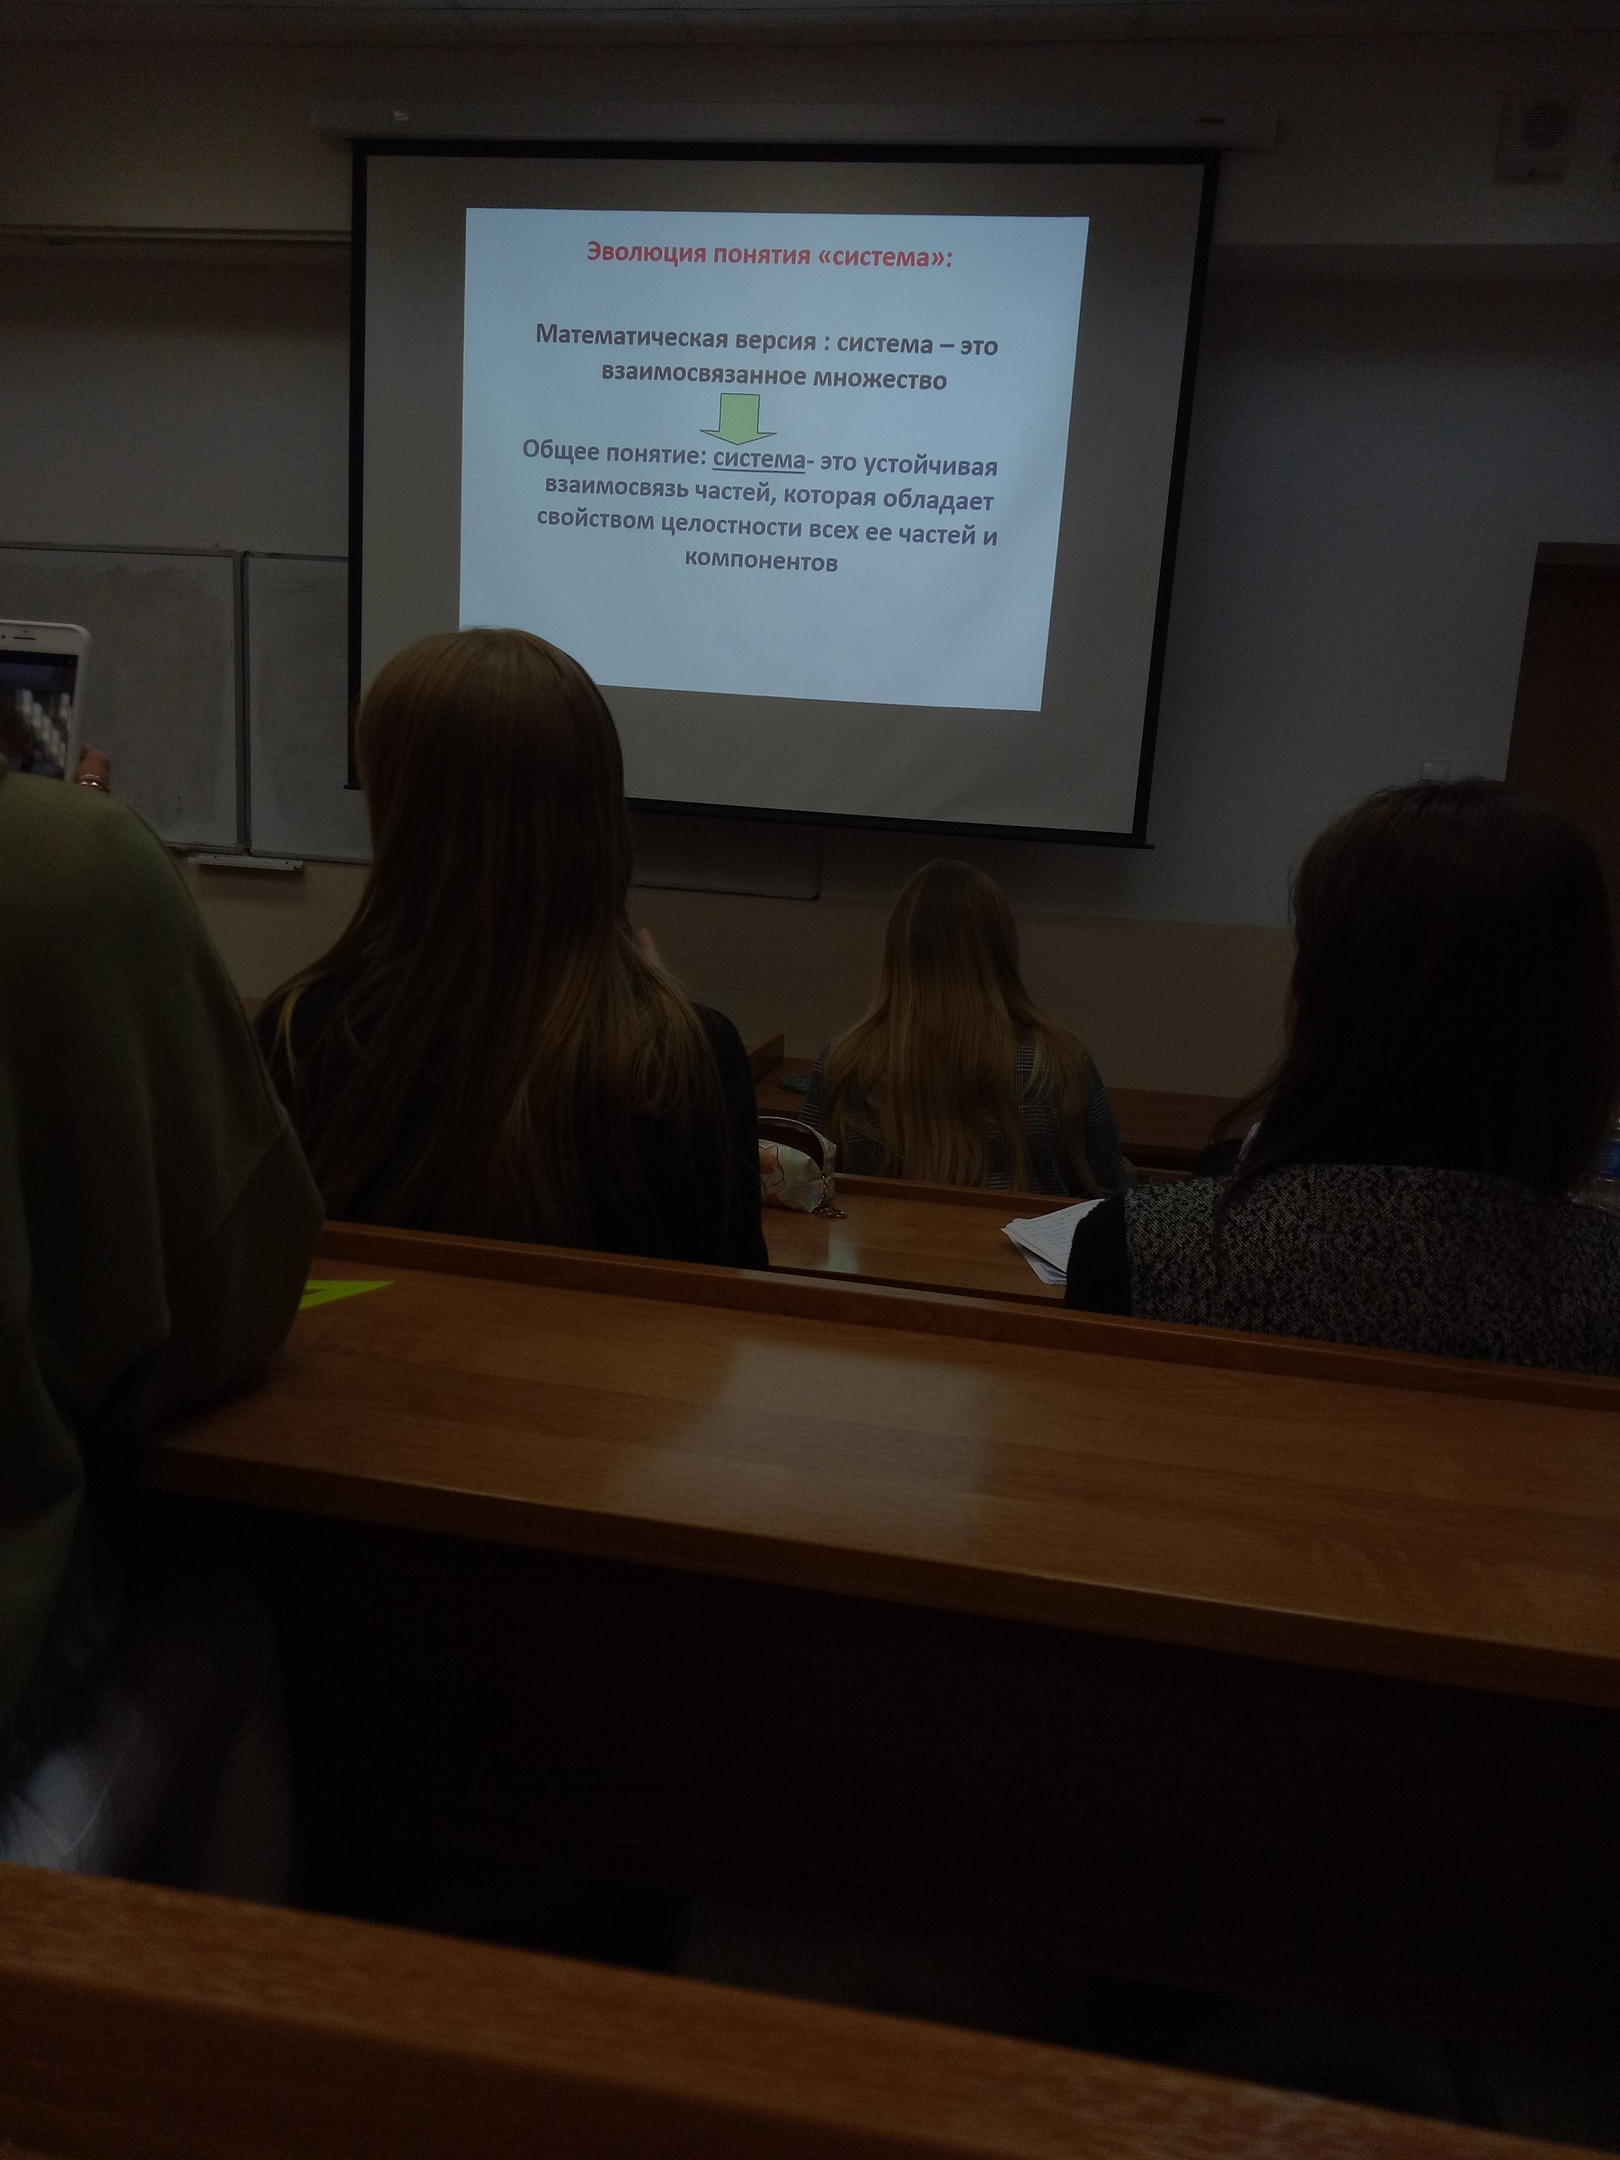 Эволюция понятия «система»:
Математическая версия : система – это
взаимосвязанное множество
Общее понятие: система- это устойчивая
взаимосвязь частей, которая обладает
свойством целостности всех ее частей и
компонентов